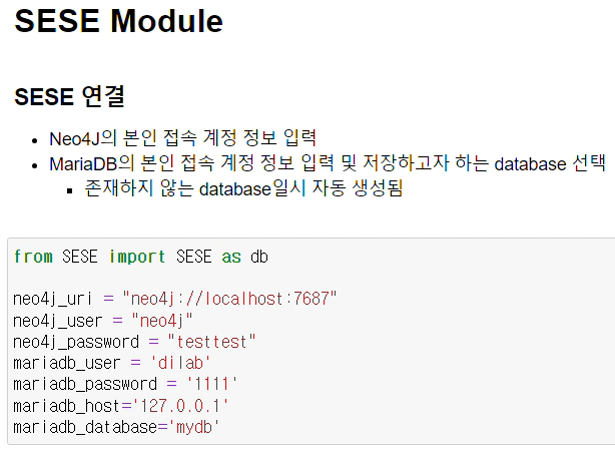 SESE Module
SESE 연결
• Neo4J의 본인 접속 계정 정보 입력
• MariaDB의 본인 접속 계정 정보 입력 및 저장하고자 하는 database 선택
▪ 존재하지 않는 database일시 자동 생성됨
from SESE import SESE as db
neo4j_uri = "neo4j://localhost:7687"
neo4j_user = "neo4j"
neo4j_password = "testtest"
mariadb_user = 'dilab'
mariadb_password = '1111'
mariadb_host='127.0.0.1'
mariadb_database='mydb'